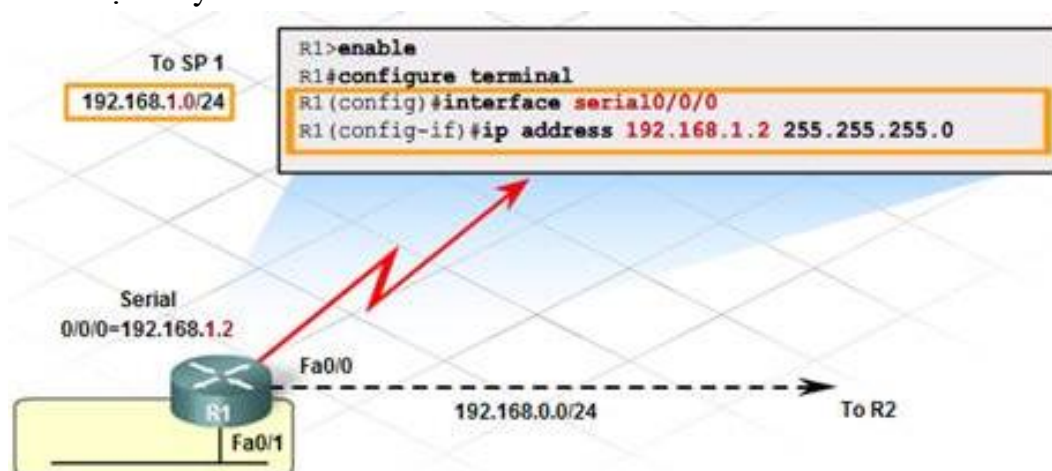 R1>enable
R1#configure terminal
R1(config)#interface serial0/0/0
R1(config-if)#ip address 192.168.1.2 255.255.255.0
To SP 1
192.168.1.0/24
Serial
0/0/0=192.168.1.2
Fa0/0
192.168.0.0/24
To R2
R1
Fa0/1